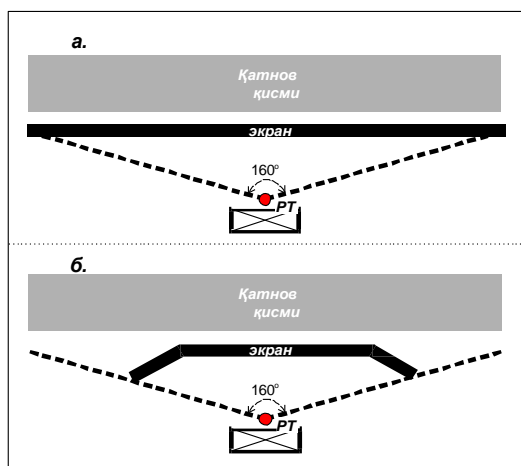 а.
Қатнов
қисми
экран
160°
РТ
б.
Қатнов
қисми
экран
160°
РТ